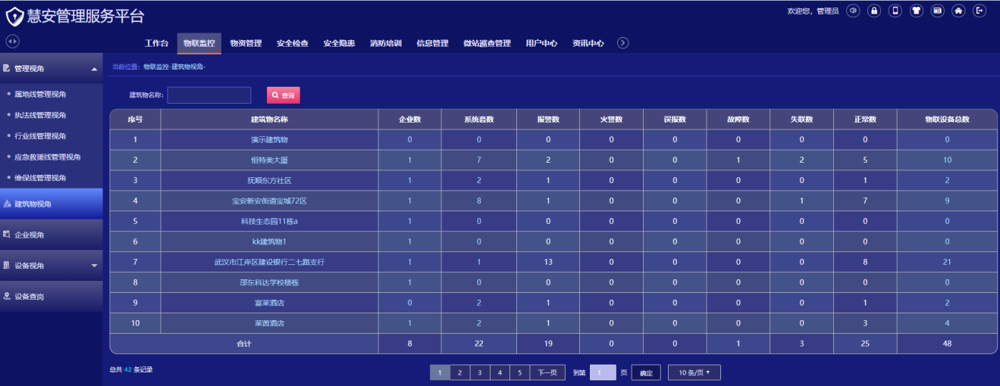 慧安管理服务平台
欢迎您，管理员
工作台 物联监控 物资管理 安全检查 安全隐患 消防培训 信息管理 微站巡查管理 用户中心 资讯中心
管理视角
属地线管理视角
执法线管理视角
行业线管理视角
应急救援线管理视角
维保线管理视角
建筑物视角
企业视角
设备视角
设备查岗
当前位置：物联监控-建筑物视角-
建筑物名称： 查询
序号 建筑物名称 企业数 系统套数 报警数 火警数 误报数 故障数 失联数 正常数 物联设备总数
1 演示建筑物 0 0 0 0 0 0 0 0 0
2 恒特美大厦 1 7 2 0 0 1 2 5 10
3 抚顺东方社区 1 2 1 0 0 0 0 1 2
4 宝安新安街道宝城72区 1 8 1 0 0 0 1 7 9
5 科技生态园11栋a 1 0 0 0 0 0 0 0 0
6 kk建筑物1 1 0 0 0 0 0 0 0 0
7 武汉市江岸区建设银行二七路支行 1 1 13 0 0 0 0 8 21
8 邵东科达学校楼栋 1 0 0 0 0 0 0 0 0
9 富莱酒店 0 2 1 0 0 0 0 1 2
10 莱茵酒店 1 2 1 0 0 0 0 3 4
合计 8 22 19 0 0 1 3 25 48
总共 42 条记录
1 2 3 4 5 下一页 到第 1 页 确定 10 条/页